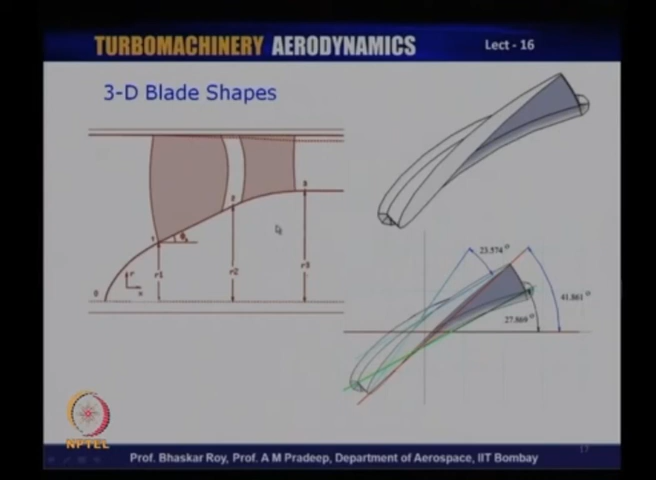 TURBOMACHINERY AERODYNAMICS
Lect - 16
3-D Blade Shapes
1
2
3
0
r
x
r1
r2
r3
23.574°
41.861°
27.869°
NPTEL
17
Prof. Bhaskar Roy, Prof. A M Pradeep, Department of Aerospace, IIT Bombay